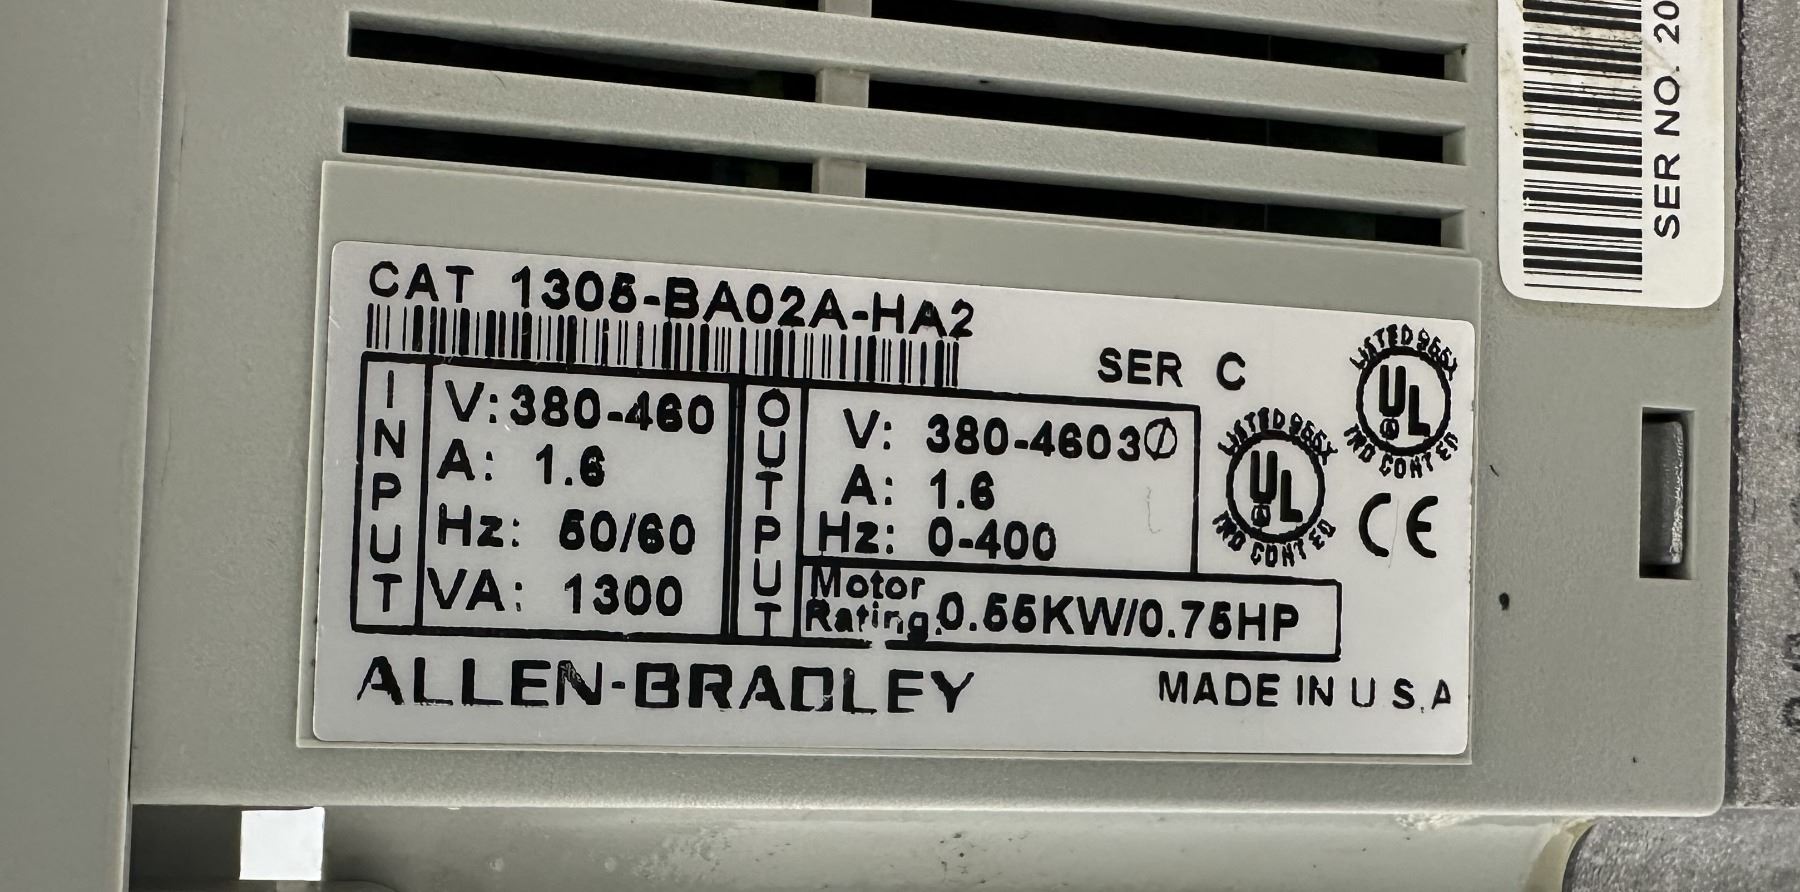 SER NO. 20
CAT 1305-BA02A-HA2
SER C
INPUT
V: 380-460
A: 1.6
Hz: 50/60
VA: 1300
OUTPUT
V: 380-460 3Ø
A: 1.6
Hz: 0-400
Motor
Rating: 0.55KW/0.75HP
LISTED 966X
UL
IND CONT EQ
LISTED 966X
UL
IND CONT EQ
CE
ALLEN-BRADLEY
MADE IN U.S.A